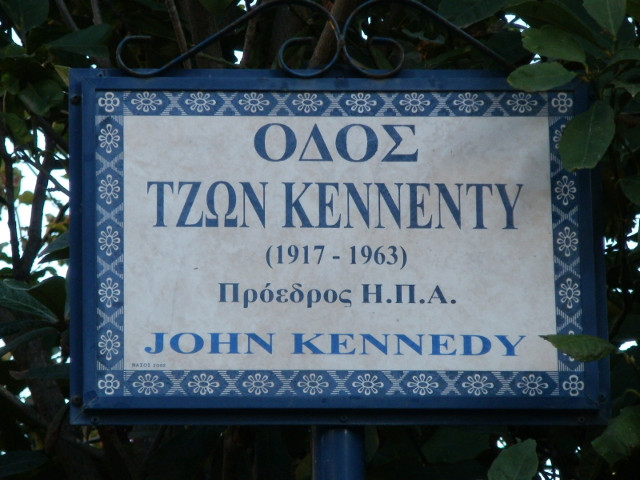 ΟΔΟΣ
ΤΖΩΝ ΚΕΝΝΕΝΤΥ
(1917 - 1963)
Πρόεδρος Η.Π.Α.
JOHN KENNEDY